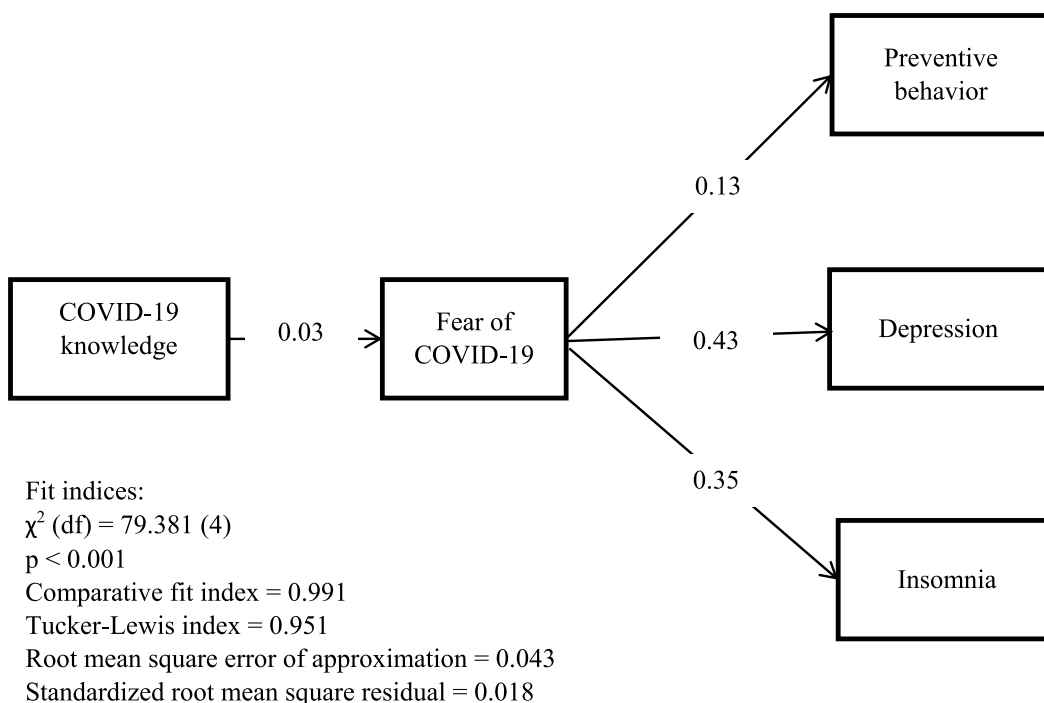 Preventive
behavior
0.13
COVID-19
knowledge
0.03
Fear of
COVID-19
0.43
Depression
0.35
Insomnia
Fit indices:
χ² (df) = 79.381 (4)
p < 0.001
Comparative fit index = 0.991
Tucker-Lewis index = 0.951
Root mean square error of approximation = 0.043
Standardized root mean square residual = 0.018